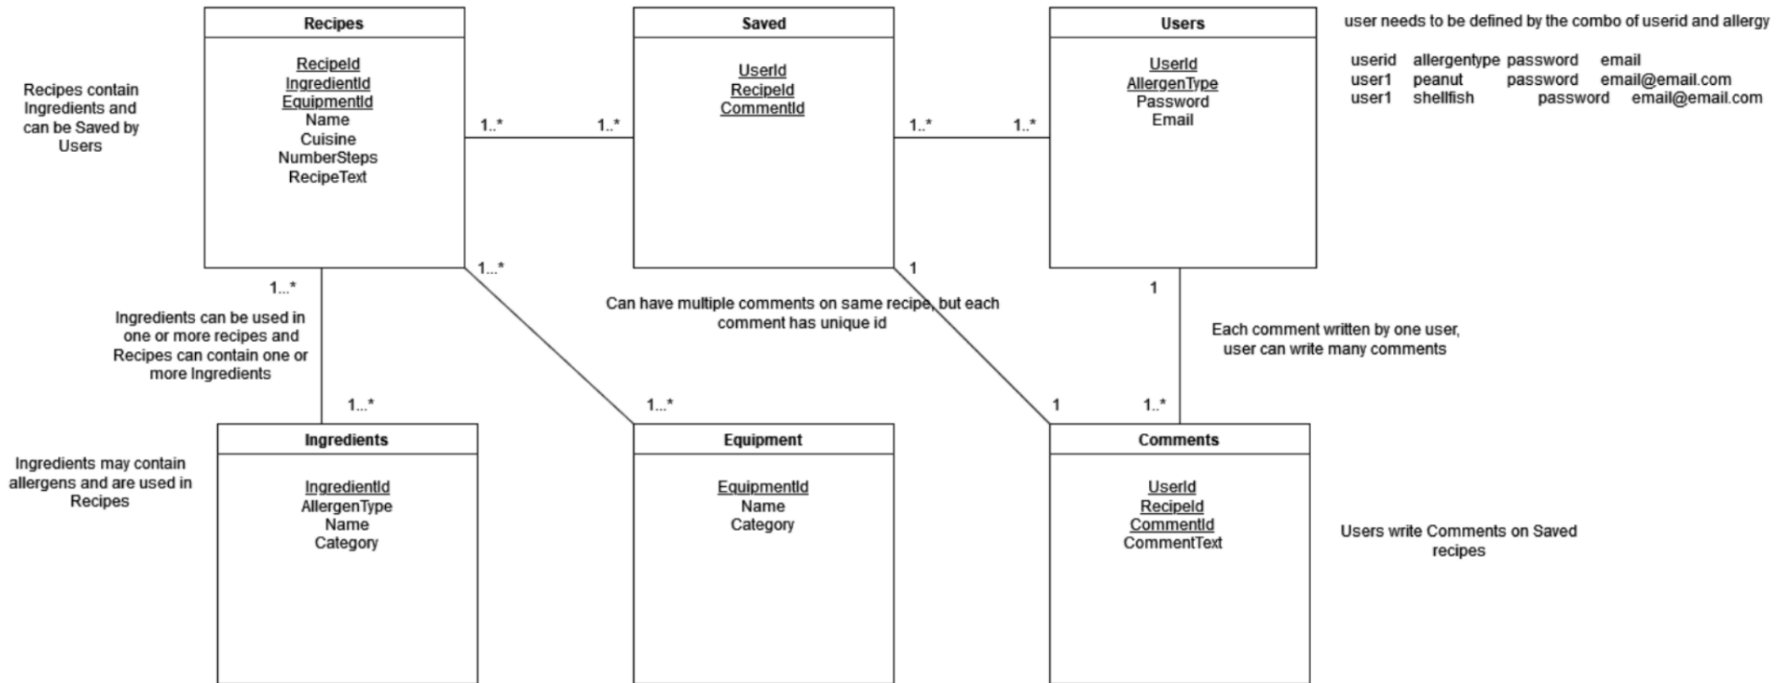 Recipes
RecipeId
IngredientId
EquipmentId
Name
Cuisine
NumberSteps
RecipeText
Saved
UserId
RecipeId
CommentId
Users
UserId
AllergenType
Password
Email
user needs to be defined by the combo of userid and allergy
userid allergentype password email
user1 peanut password email@email.com
user1 shellfish password email@email.com
Recipes contain
Ingredients and
can be Saved by
Users
1..*
1..*
1..*
1..*
1...*
1...*
1
1
Ingredients can be used in
one or more recipes and
Recipes can contain one or
more Ingredients
Can have multiple comments on same recipe, but each
comment has unique id
Each comment written by one user,
user can write many comments
1...*
1...*
1
1..*
Ingredients may contain
allergens and are used in
Recipes
Ingredients
IngredientId
AllergenType
Name
Category
Equipment
EquipmentId
Name
Category
Comments
UserId
RecipeId
CommentId
CommentText
Users write Comments on Saved
recipes